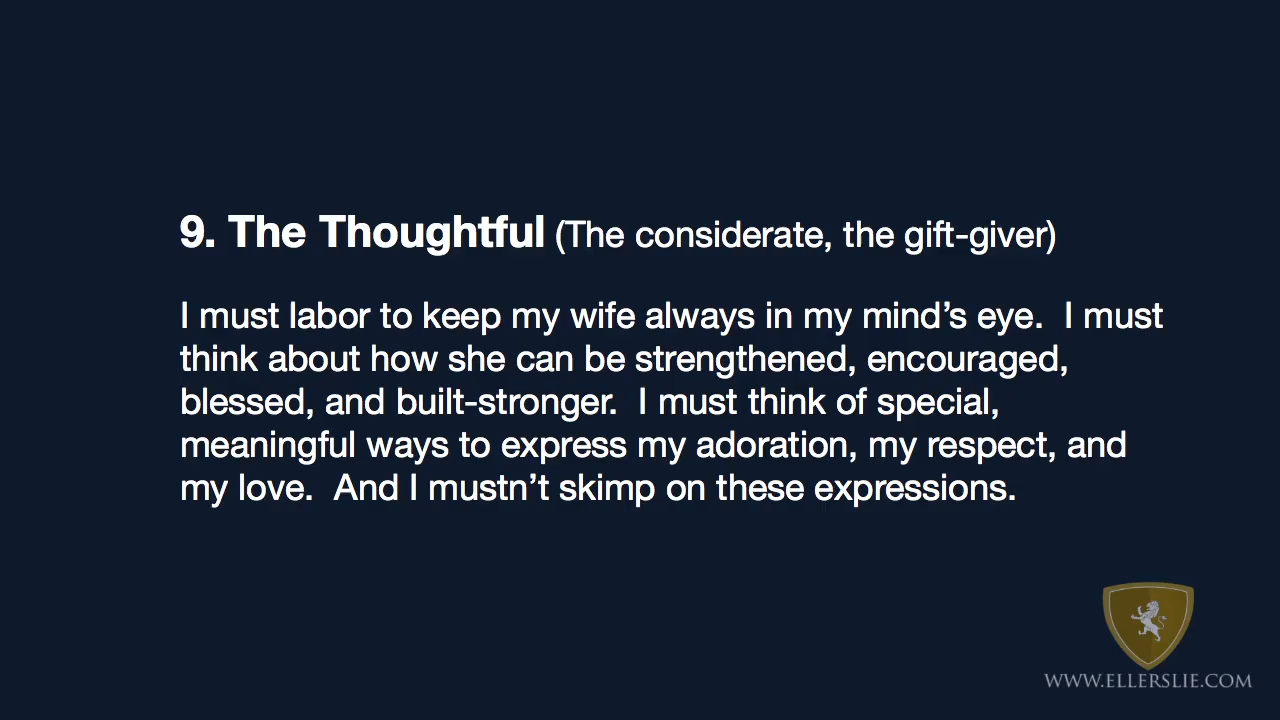 9. The Thoughtful (The considerate, the gift-giver)
I must labor to keep my wife always in my mind’s eye.  I must
think about how she can be strengthened, encouraged,
blessed, and built-stronger.  I must think of special,
meaningful ways to express my adoration, my respect, and
my love.  And I mustn’t skimp on these expressions.
WWW.ELLERSLIE.COM